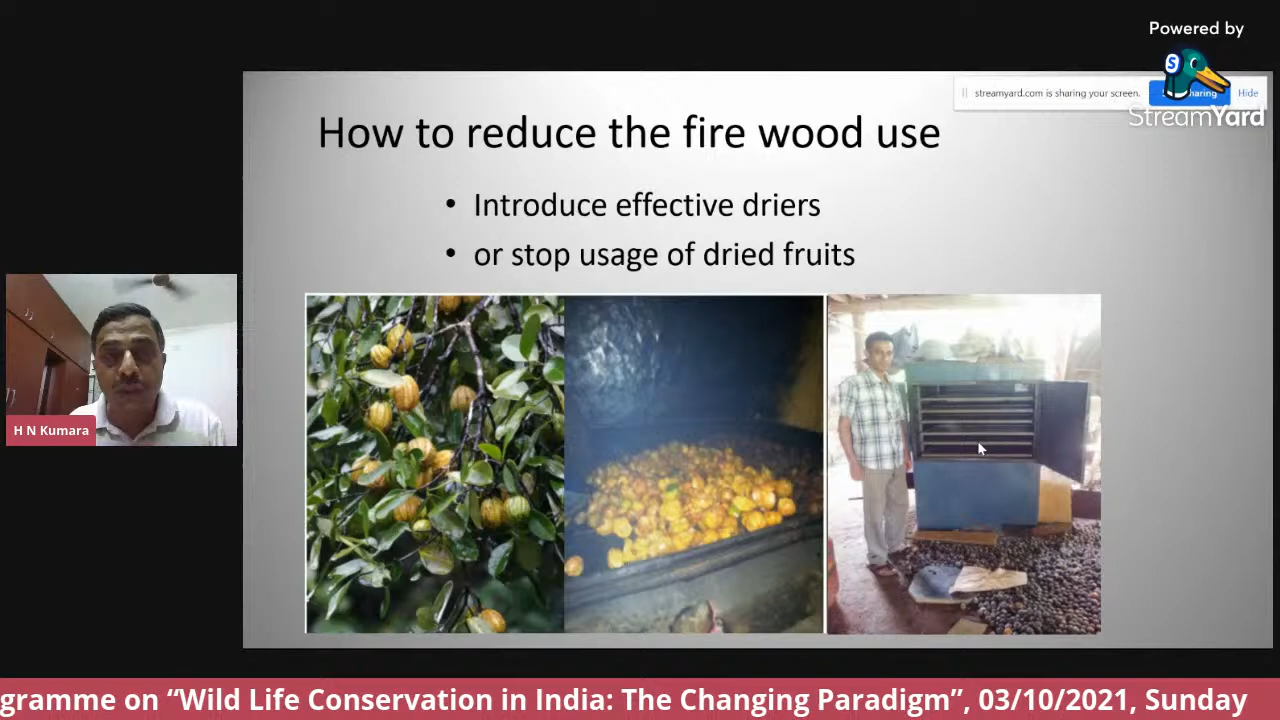 Powered by
S
StreamYard
streamyard.com is sharing your screen.
Hide
How to reduce the fire wood use
• Introduce effective driers
• or stop usage of dried fruits
H N Kumara
gramme on “Wild Life Conservation in India: The Changing Paradigm”, 03/10/2021, Sunday